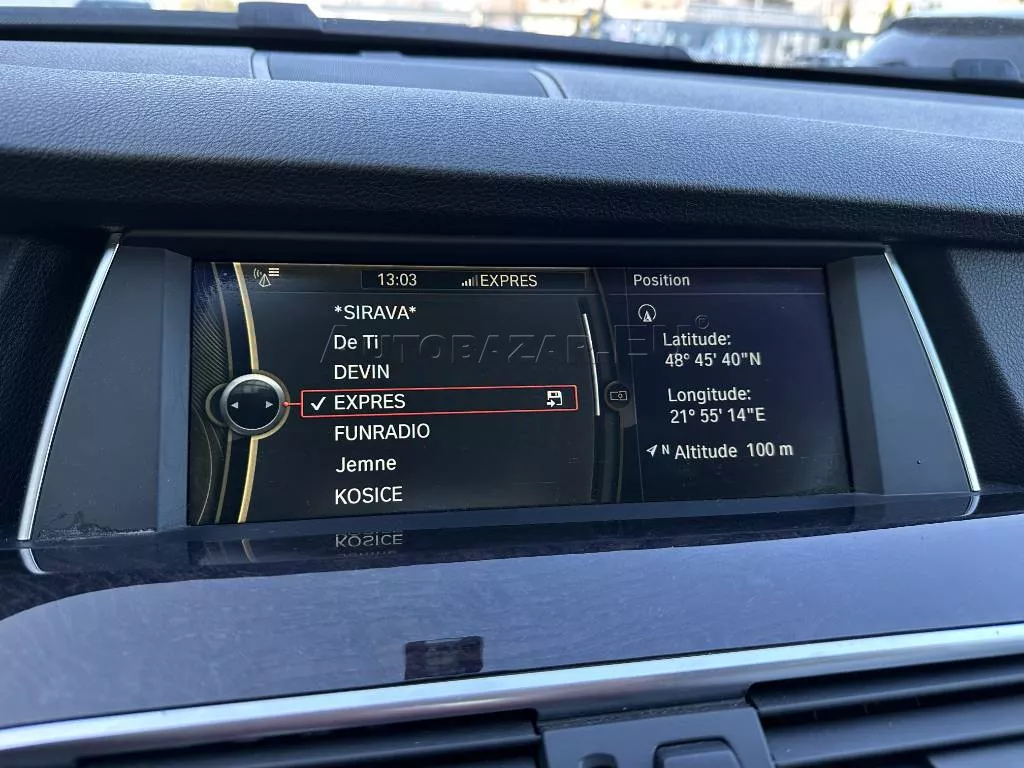 13:03 EXPRES
*SIRAVA*
De Ti
DEVIN
EXPRES
FUNRADIO
Jemne
KOSICE
Position
Latitude:
48° 45' 40"N
Longitude:
21° 55' 14"E
N Altitude 100 m
AUTOBAZAR.EU©
KOSICE
Jemne